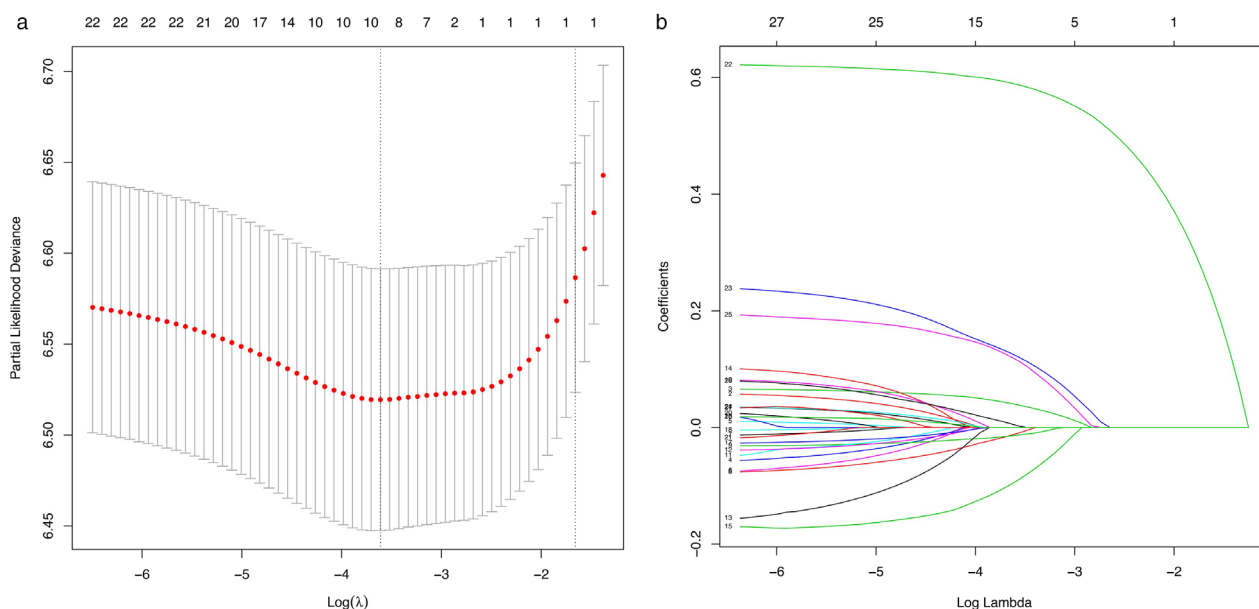 a
22 22 22 22 21 20 17 14 10 10 10 8 7 2 1 1 1 1
Partial Likelihood Deviance
6.70
6.65
6.60
6.55
6.50
6.45
−6 −5 −4 −3 −2
Log(λ)
b
27 25 15 5 1
Coefficients
0.6
0.4
0.2
0.0
−0.2
22
23
25
14
3
2
4
13
15
−6 −5 −4 −3 −2
Log Lambda